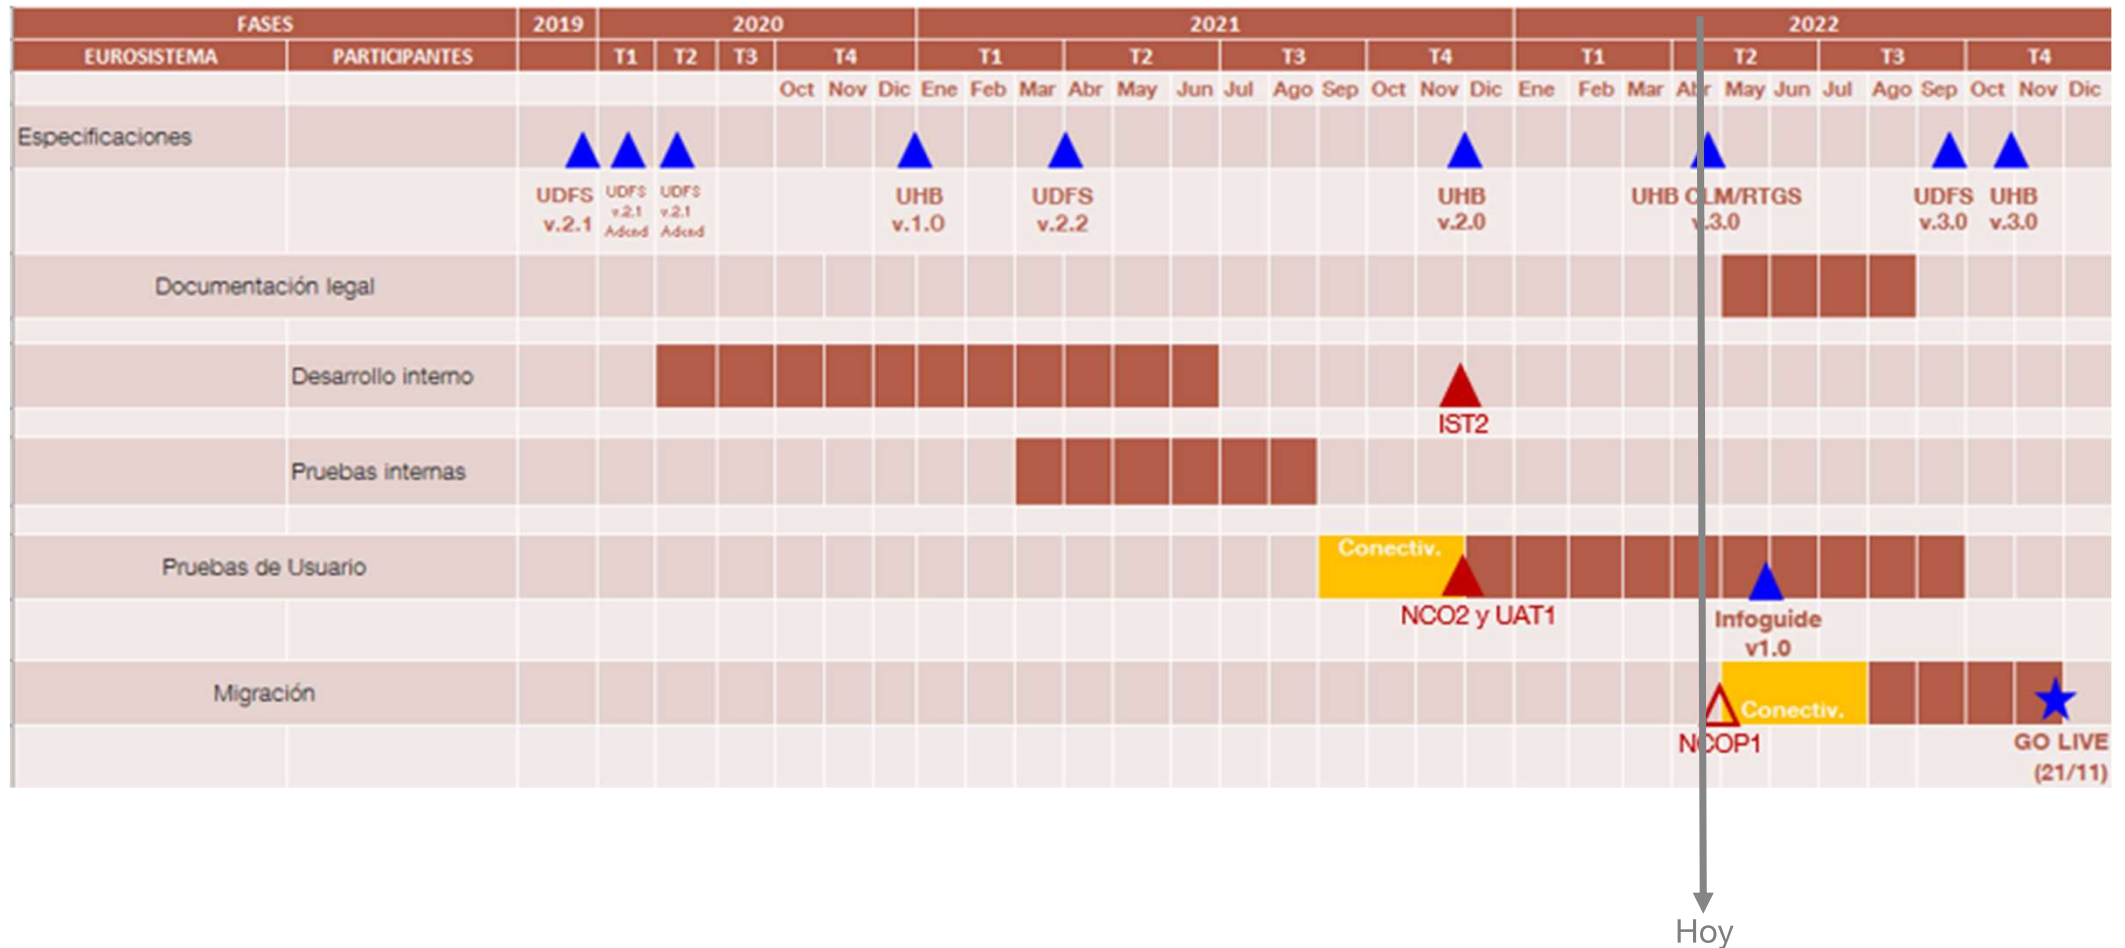 FASES 2019 2020 2021 2022
EUROSISTEMA PARTICIPANTES T1 T2 T3 T4 T1 T2 T3 T4 T1 T2 T3 T4
Oct Nov Dic Ene Feb Mar Abr May Jun Jul Ago Sep Oct Nov Dic Ene Feb Mar Abr May Jun Jul Ago Sep Oct Nov Dic
Especificaciones
UDFS
v.2.1
UDFS
v.2.1
Adend
UDFS
v.2.1
Adend
UHB
v.1.0
UDFS
v.2.2
UHB
v.2.0
UHB CLM/RTGS
v.3.0
UDFS
v.3.0
UHB
v.3.0
Documentación legal
Desarrollo interno
IST2
Pruebas internas
Pruebas de Usuario
Conectiv.
NCO2 y UAT1
Infoguide
v1.0
Migración
Conectiv.
NCOP1
GO LIVE
(21/11)
Hoy